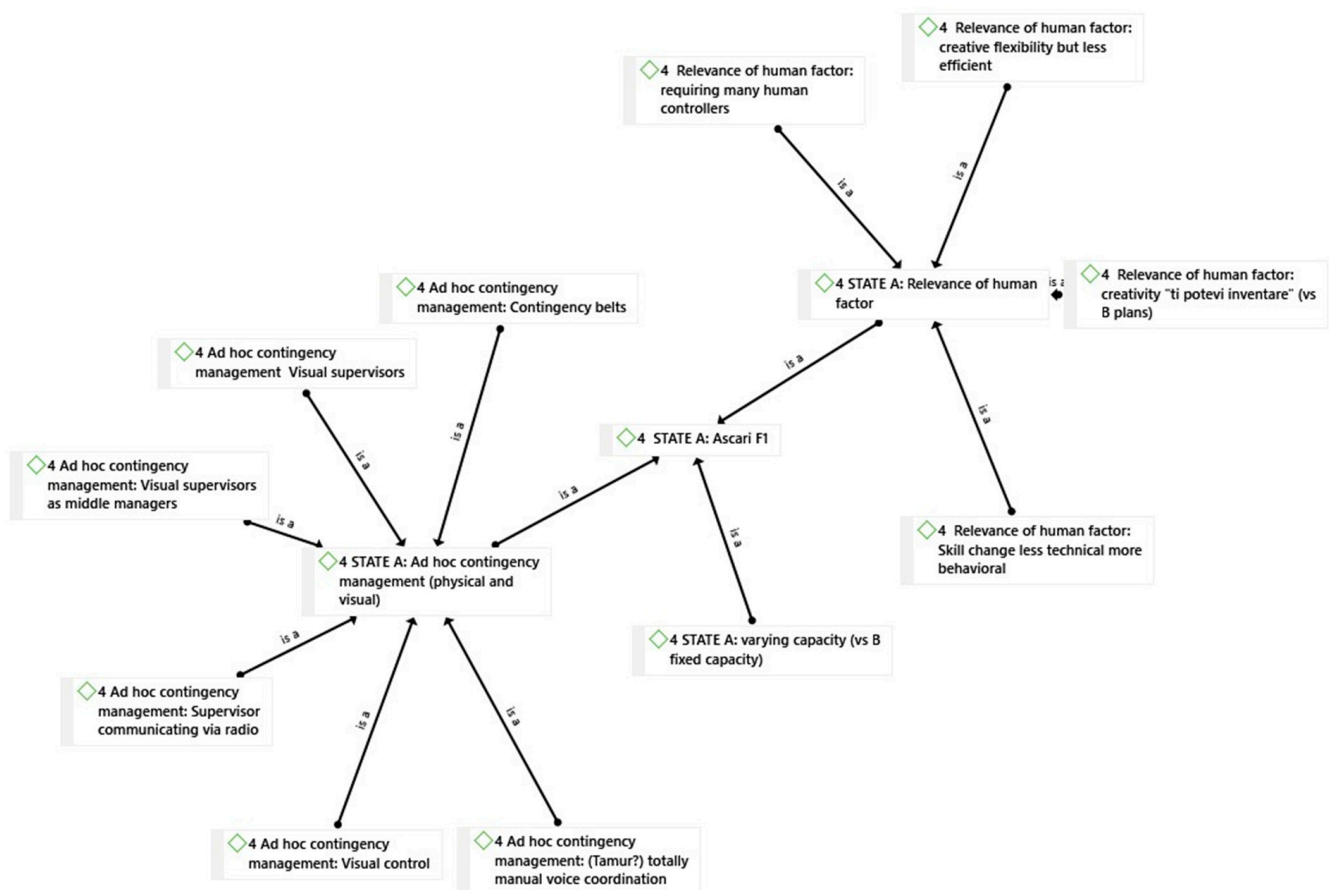 4 Relevance of human factor:
creative flexibility but less
efficient
4 Relevance of human factor:
requiring many human
controllers
is a
is a
4 STATE A: Relevance of human
factor
is a
4 Relevance of human factor:
creativity "ti potevi inventare" (vs
B plans)
4 Ad hoc contingency
management: Contingency belts
4 Ad hoc contingency
management Visual supervisors
is a
is a
is a
is a
4 STATE A: Ascari F1
4 Ad hoc contingency
management: Visual supervisors
as middle managers
is a
is a
is a
4 Relevance of human factor:
Skill change less technical more
behavioral
4 STATE A: Ad hoc contingency
management (physical and
visual)
is a
4 STATE A: varying capacity (vs B
fixed capacity)
4 Ad hoc contingency
management: Supervisor
communicating via radio
is a
is a
4 Ad hoc contingency
management: Visual control
4 Ad hoc contingency
management: (Tamur?) totally
manual voice coordination